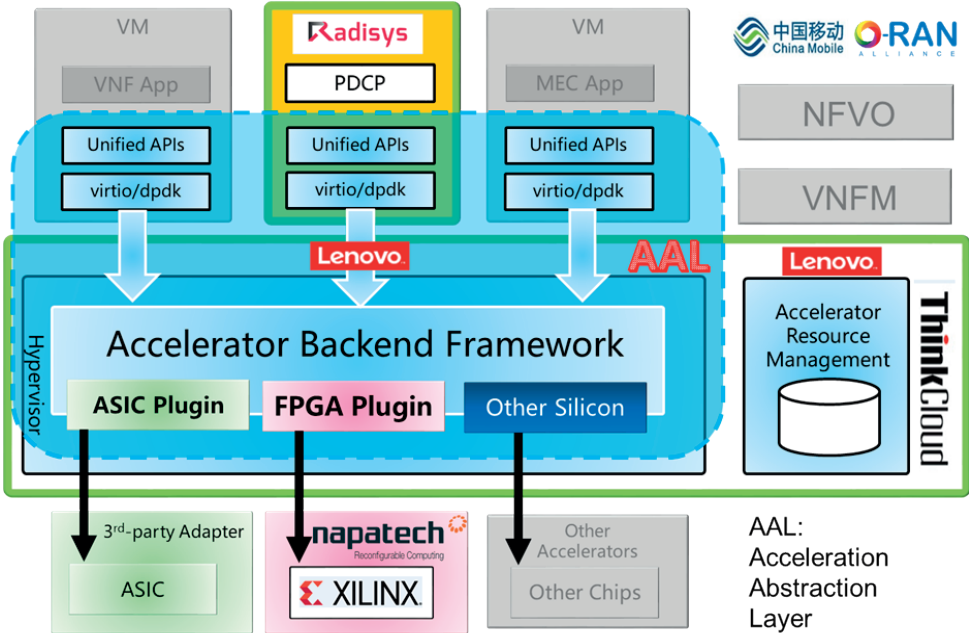 VM
Radisys
VM
中国移动
China Mobile
O-RAN
ALLIANCE
VNF App
PDCP
MEC App
NFVO
Unified APIs
Unified APIs
Unified APIs
virtio/dpdk
virtio/dpdk
virtio/dpdk
VNFM
Lenovo
AAL
Lenovo
Hypervisor
Accelerator Backend Framework
ASIC Plugin
FPGA Plugin
Other Silicon
Accelerator
Resource
Management
ThinkCloud
3rd-party Adapter
ASIC
napatech
Reconfigurable Computing
XILINX
Other
Accelerators
Other Chips
AAL:
Acceleration
Abstraction
Layer